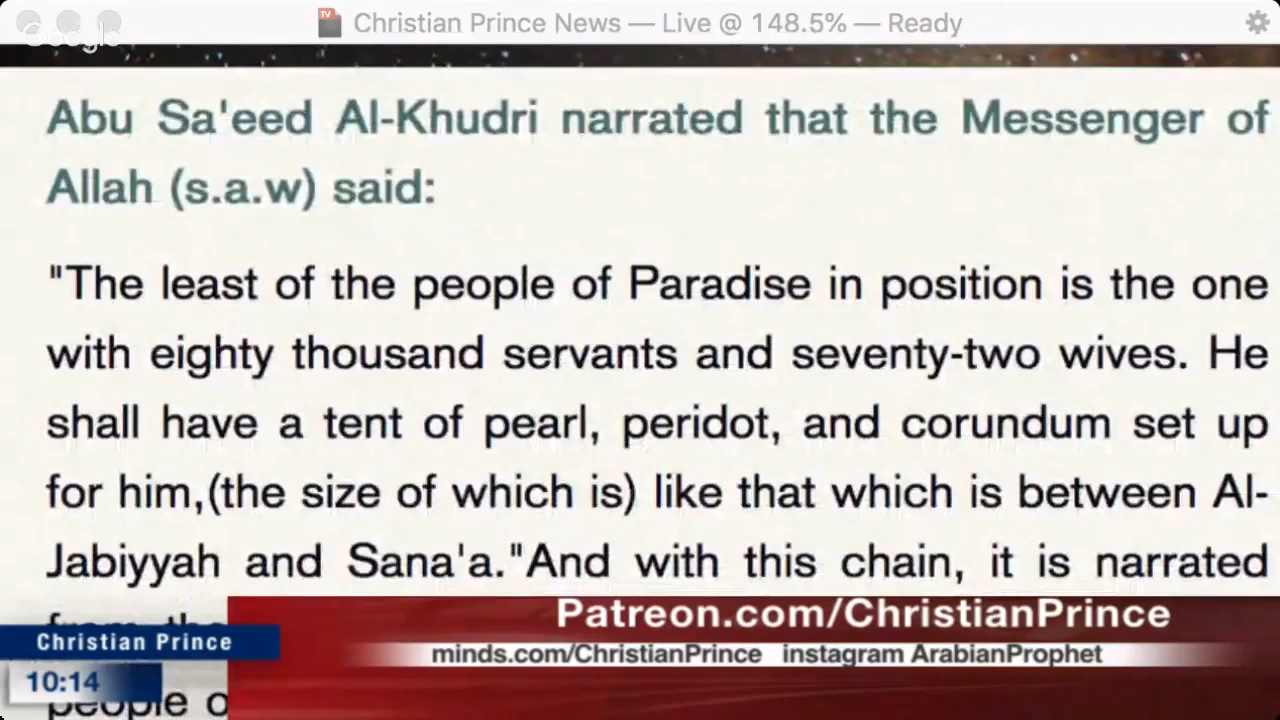 Christian Prince News — Live @ 148.5% — Ready
Google
Abu Sa'eed Al-Khudri narrated that the Messenger of
Allah (s.a.w) said:
"The least of the people of Paradise in position is the one
with eighty thousand servants and seventy-two wives. He
shall have a tent of pearl, peridot, and corundum set up
for him,(the size of which is) like that which is between Al-
Jabiyyah and Sana'a."And with this chain, it is narrated
from the
Patreon.com/ChristianPrince
Christian Prince
minds.com/ChristianPrince instagram ArabianProphet
10:14
people o